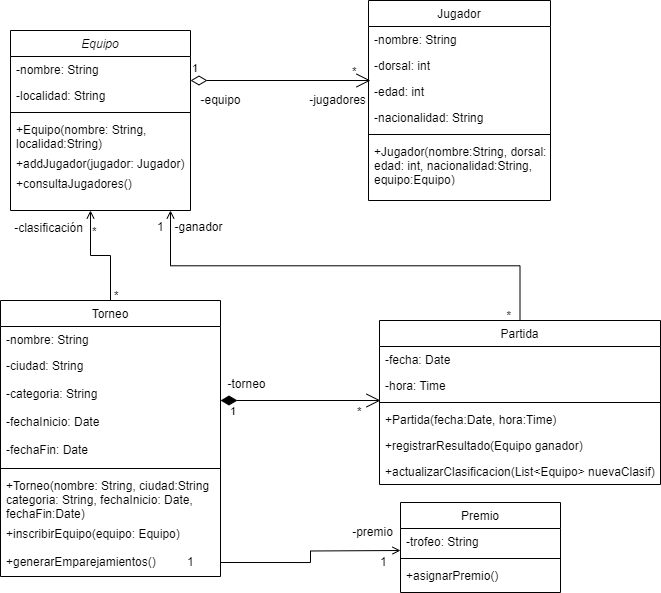 Jugador
-nombre: String
-dorsal: int
-edad: int
-nacionalidad: String
+Jugador(nombre:String, dorsal:
edad: int, nacionalidad:String,
equipo:Equipo)
Equipo
-nombre: String
-localidad: String
+Equipo(nombre: String,
localidad:String)
+addJugador(jugador: Jugador)
+consultaJugadores()
1
*
-equipo
-jugadores
-clasificación
*
1
-ganador
*
*
Torneo
-nombre: String
-ciudad: String
-categoria: String
-fechaInicio: Date
-fechaFin: Date
+Torneo(nombre: String, ciudad:String
categoria: String, fechaInicio: Date,
fechaFin:Date)
+inscribirEquipo(equipo: Equipo)
+generarEmparejamientos()
1
-torneo
1
*
Partida
-fecha: Date
-hora: Time
+Partida(fecha:Date, hora:Time)
+registrarResultado(Equipo ganador)
+actualizarClasificacion(List<Equipo> nuevaClasif)
-premio
1
Premio
-trofeo: String
+asignarPremio()